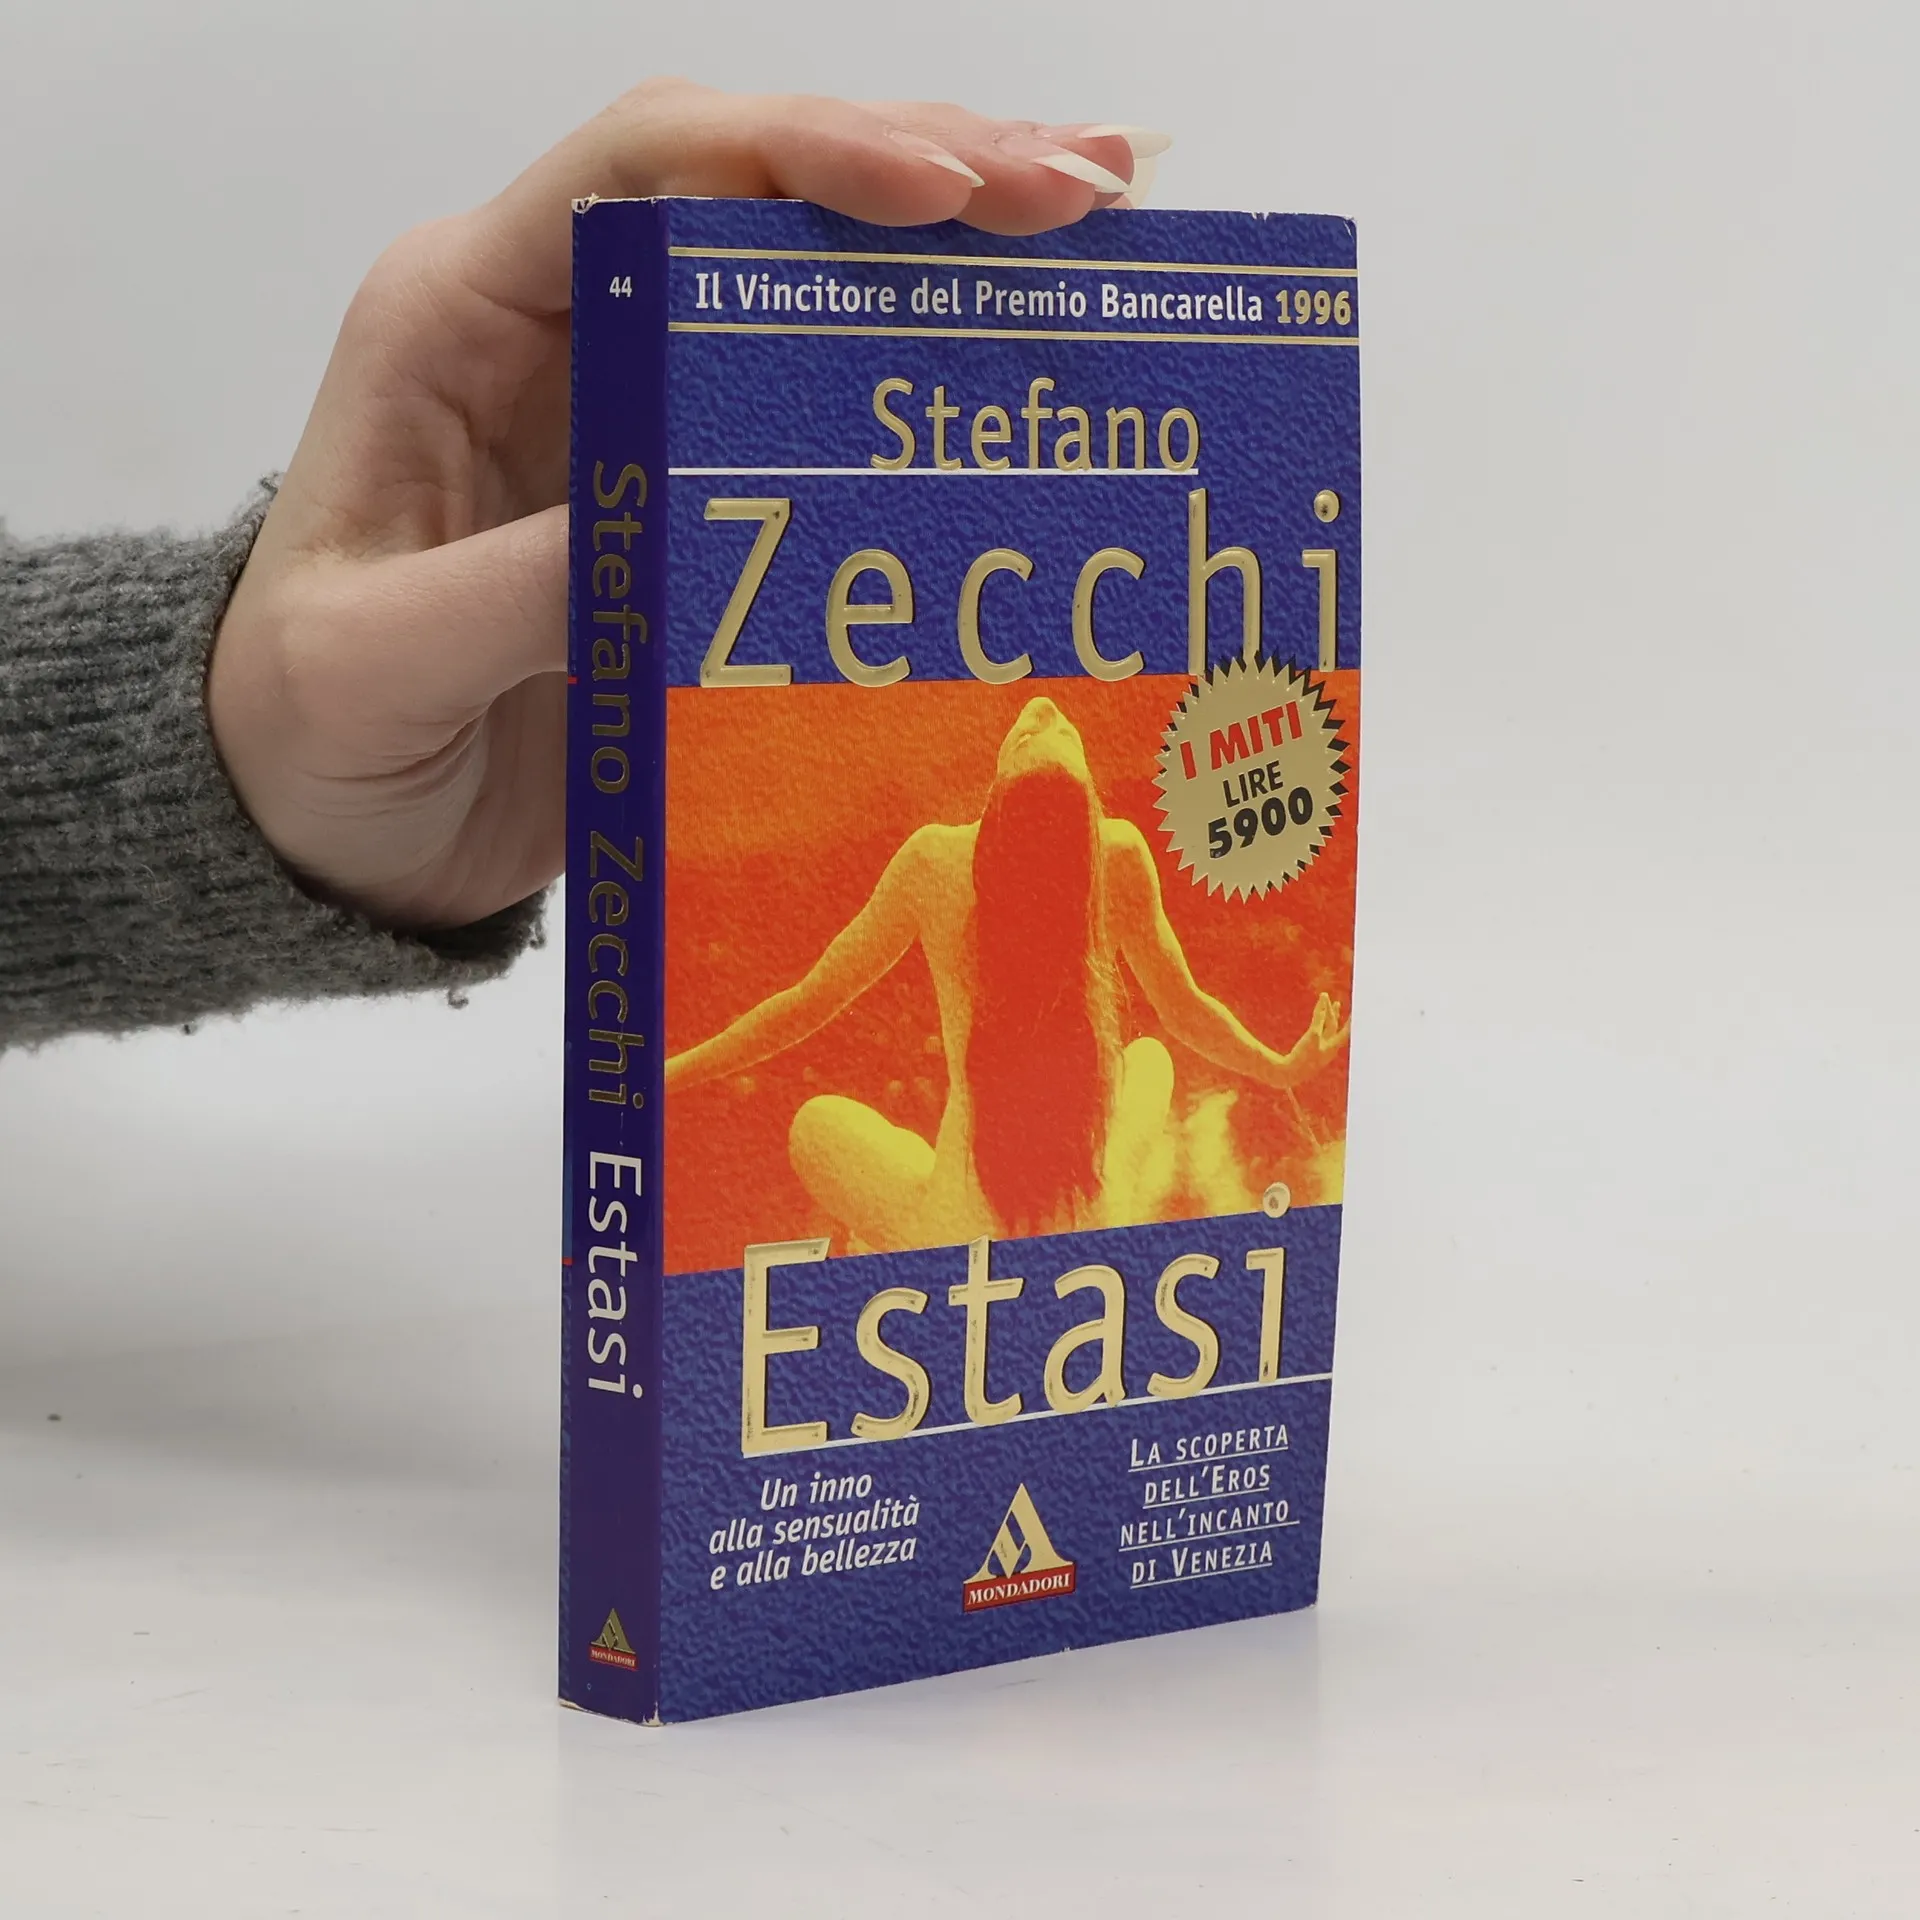 44
Stefano Zecchi Estasi
MONDADORI
Il Vincitore del Premio Bancarella 1996
Stefano
Zecchi
I MITI
LIRE
5900
Estasi
Un inno
alla sensualità
e alla bellezza
MONDADORI
LA SCOPERTA
DELL'EROS
NELL'INCANTO
DI VENEZIA